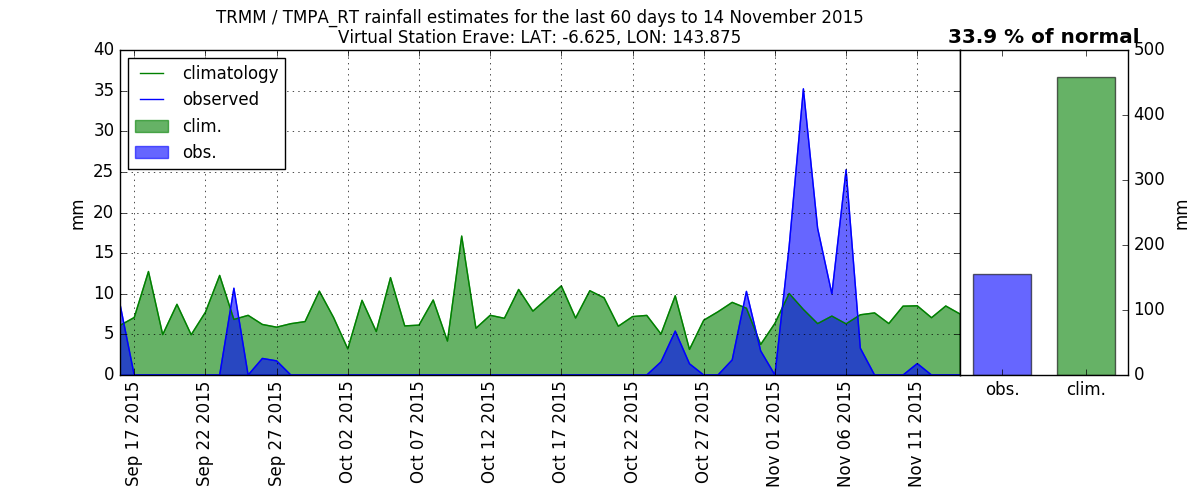 TRMM / TMPA_RT rainfall estimates for the last 60 days to 14 November 2015
Virtual Station Erave: LAT: -6.625, LON: 143.875
33.9 % of normal
climatology
observed
clim.
obs.
mm
40
35
30
25
20
15
10
5
0
Sep 17 2015
Sep 22 2015
Sep 27 2015
Oct 02 2015
Oct 07 2015
Oct 12 2015
Oct 17 2015
Oct 22 2015
Oct 27 2015
Nov 01 2015
Nov 06 2015
Nov 11 2015
500
400
300
200
100
0
mm
obs.
clim.